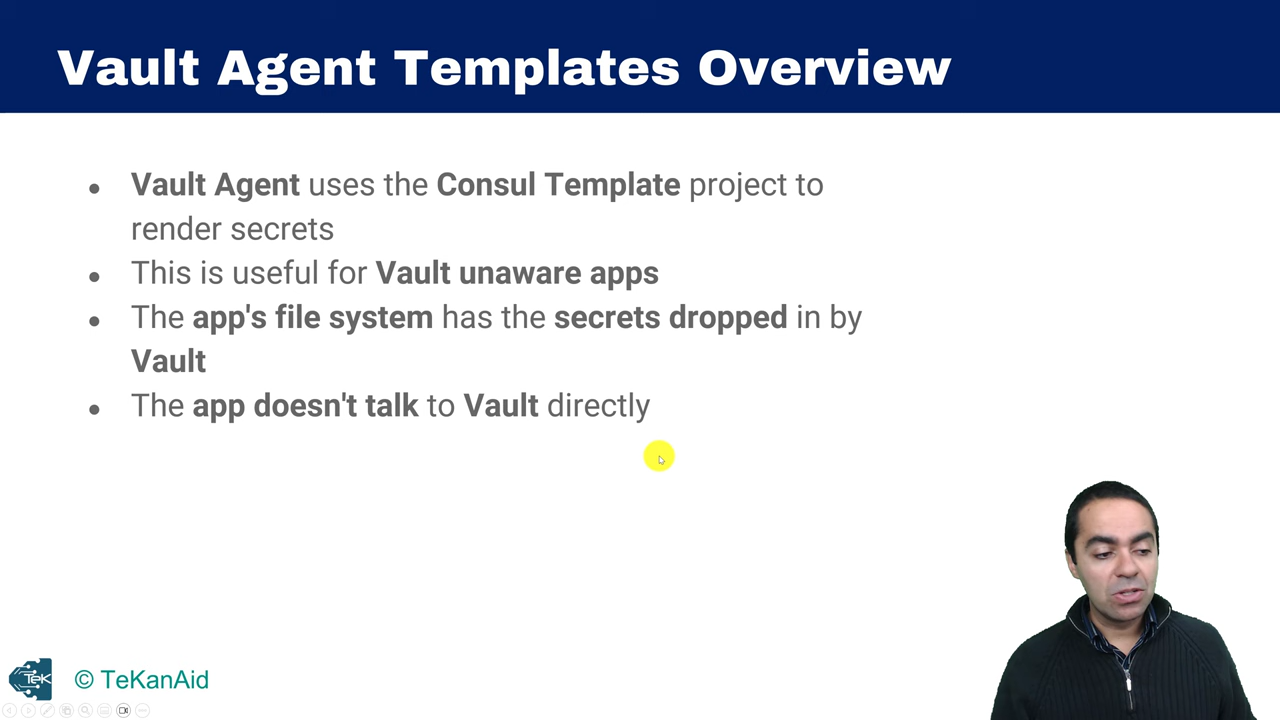 Vault Agent Templates Overview
● Vault Agent uses the Consul Template project to
render secrets
● This is useful for Vault unaware apps
● The app's file system has the secrets dropped in by
Vault
● The app doesn't talk to Vault directly
TeK
© TeKanAid